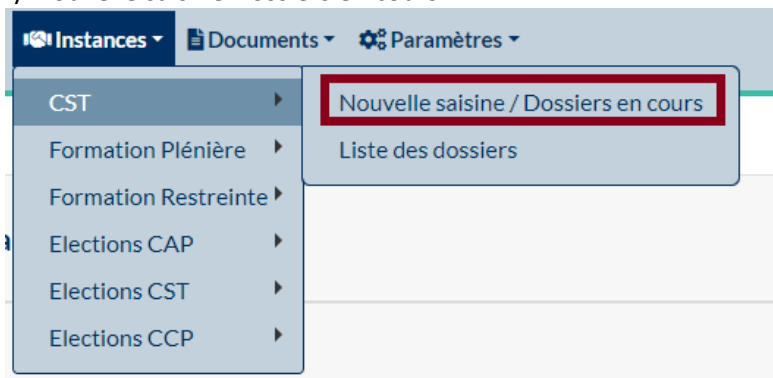 Instances
Documents
Paramètres
CST
Nouvelle saisine / Dossiers en cours
Formation Plénière
Liste des dossiers
Formation Restreinte
Elections CAP
Elections CST
Elections CCP